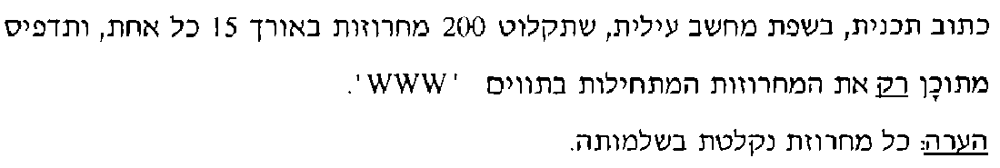 כתוב תכנית, בשפת מחשב עילית, שתקלוט 200 מחרוזות באורך 15 כל אחת, ותדפיס
מתוכָן רק את המחרוזות המתחילות בתווים 'WWW'.
הערה: כל מחרוזת נקלטת בשלמותה.